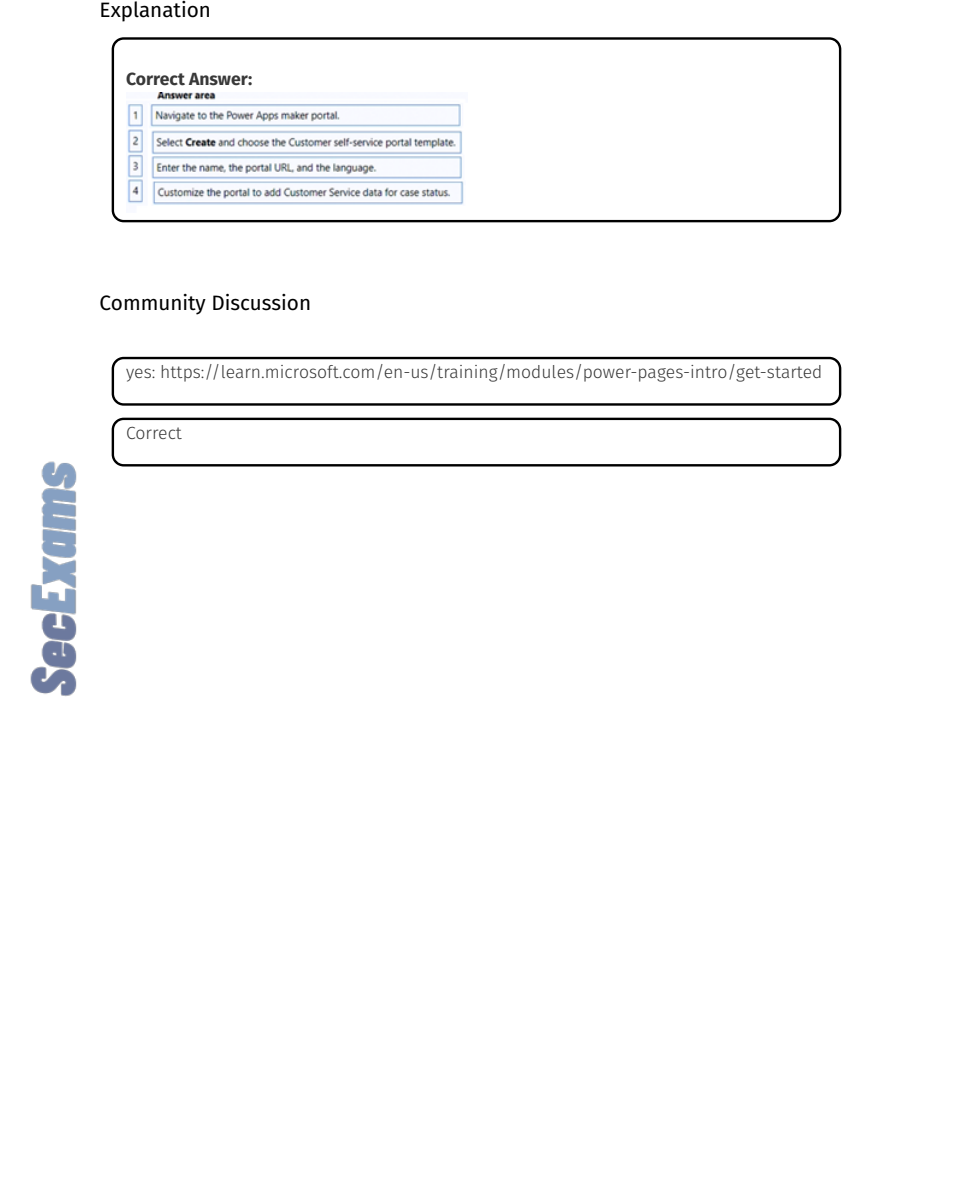 Explanation
Correct Answer:
Answer area
1 Navigate to the Power Apps maker portal.
2 Select Create and choose the Customer self-service portal template.
3 Enter the name, the portal URL, and the language.
4 Customize the portal to add Customer Service data for case status.
Community Discussion
yes: https://learn.microsoft.com/en-us/training/modules/power-pages-intro/get-started
Correct
SecExams